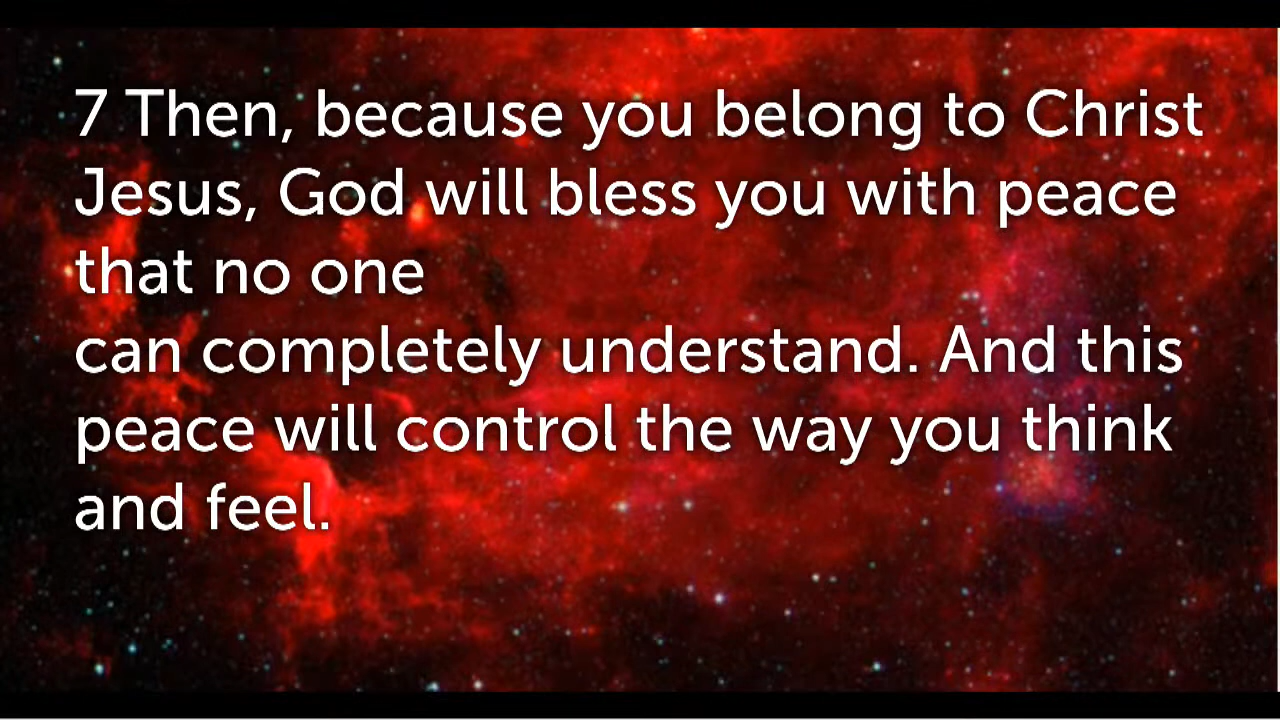 7 Then, because you belong to Christ
Jesus, God will bless you with peace
that no one
can completely understand. And this
peace will control the way you think
and feel.